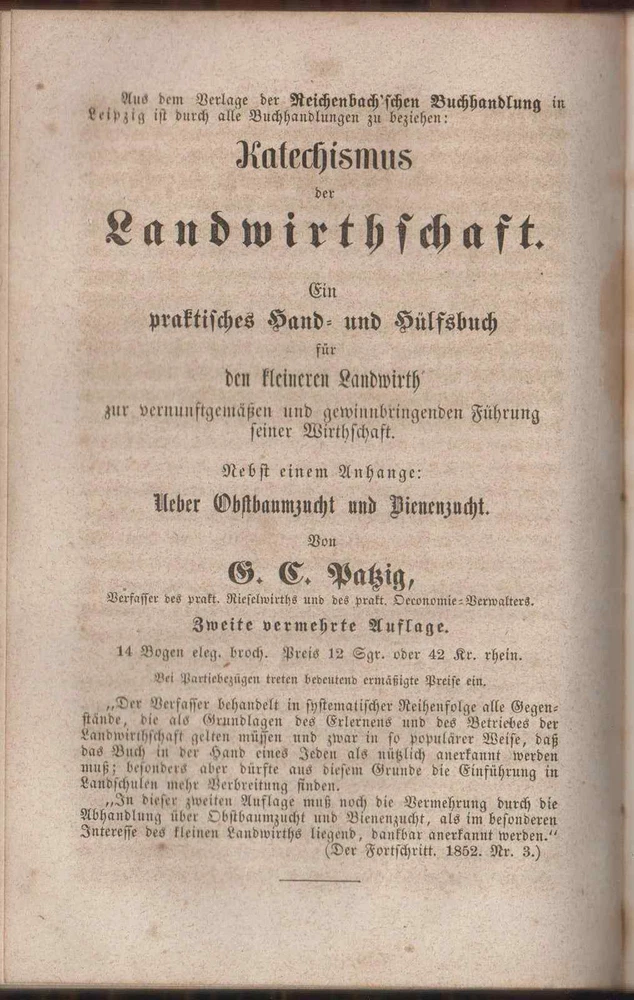 Aus dem Verlage der Reichenbach'schen Buchhandlung in
Leipzig ist durch alle Buchhandlungen zu beziehen:
Katechismus
der
Landwirthschaft.
Ein
praktisches Hand- und Hülfsbuch
für
den kleineren Landwirth
zur vernunftgemäßen und gewinnbringenden Führung
seiner Wirthschaft.
Nebst einem Anhange:
Ueber Obstbaumzucht und Bienenzucht.
Von
G. C. Patzig,
Verfasser des prakt. Rieselwirths und des prakt. Oeconomie-Verwalters.
Zweite vermehrte Auflage.
14 Bogen eleg. broch. Preis 12 Sgr. oder 42 Kr. rhein.
Bei Partiebezügen treten bedeutend ermäßigte Preise ein.
„Der Verfasser behandelt in systematischer Reihenfolge alle Gegen-
stände, die als Grundlagen des Erlernens und des Betriebes der
Landwirthschaft gelten müssen und zwar in so populärer Weise, daß
das Buch in der Hand eines Jeden als nützlich anerkannt werden
muß; besonders aber dürfte aus diesem Grunde die Einführung in
Landschulen mehr Verbreitung finden.
„In dieser zweiten Auflage muß noch die Vermehrung durch die
Abhandlung über Obstbaumzucht und Bienenzucht, als im besonderen
Interesse des kleinen Landwirths liegend, dankbar anerkannt werden.“
(Der Fortschritt. 1852. Nr. 3.)